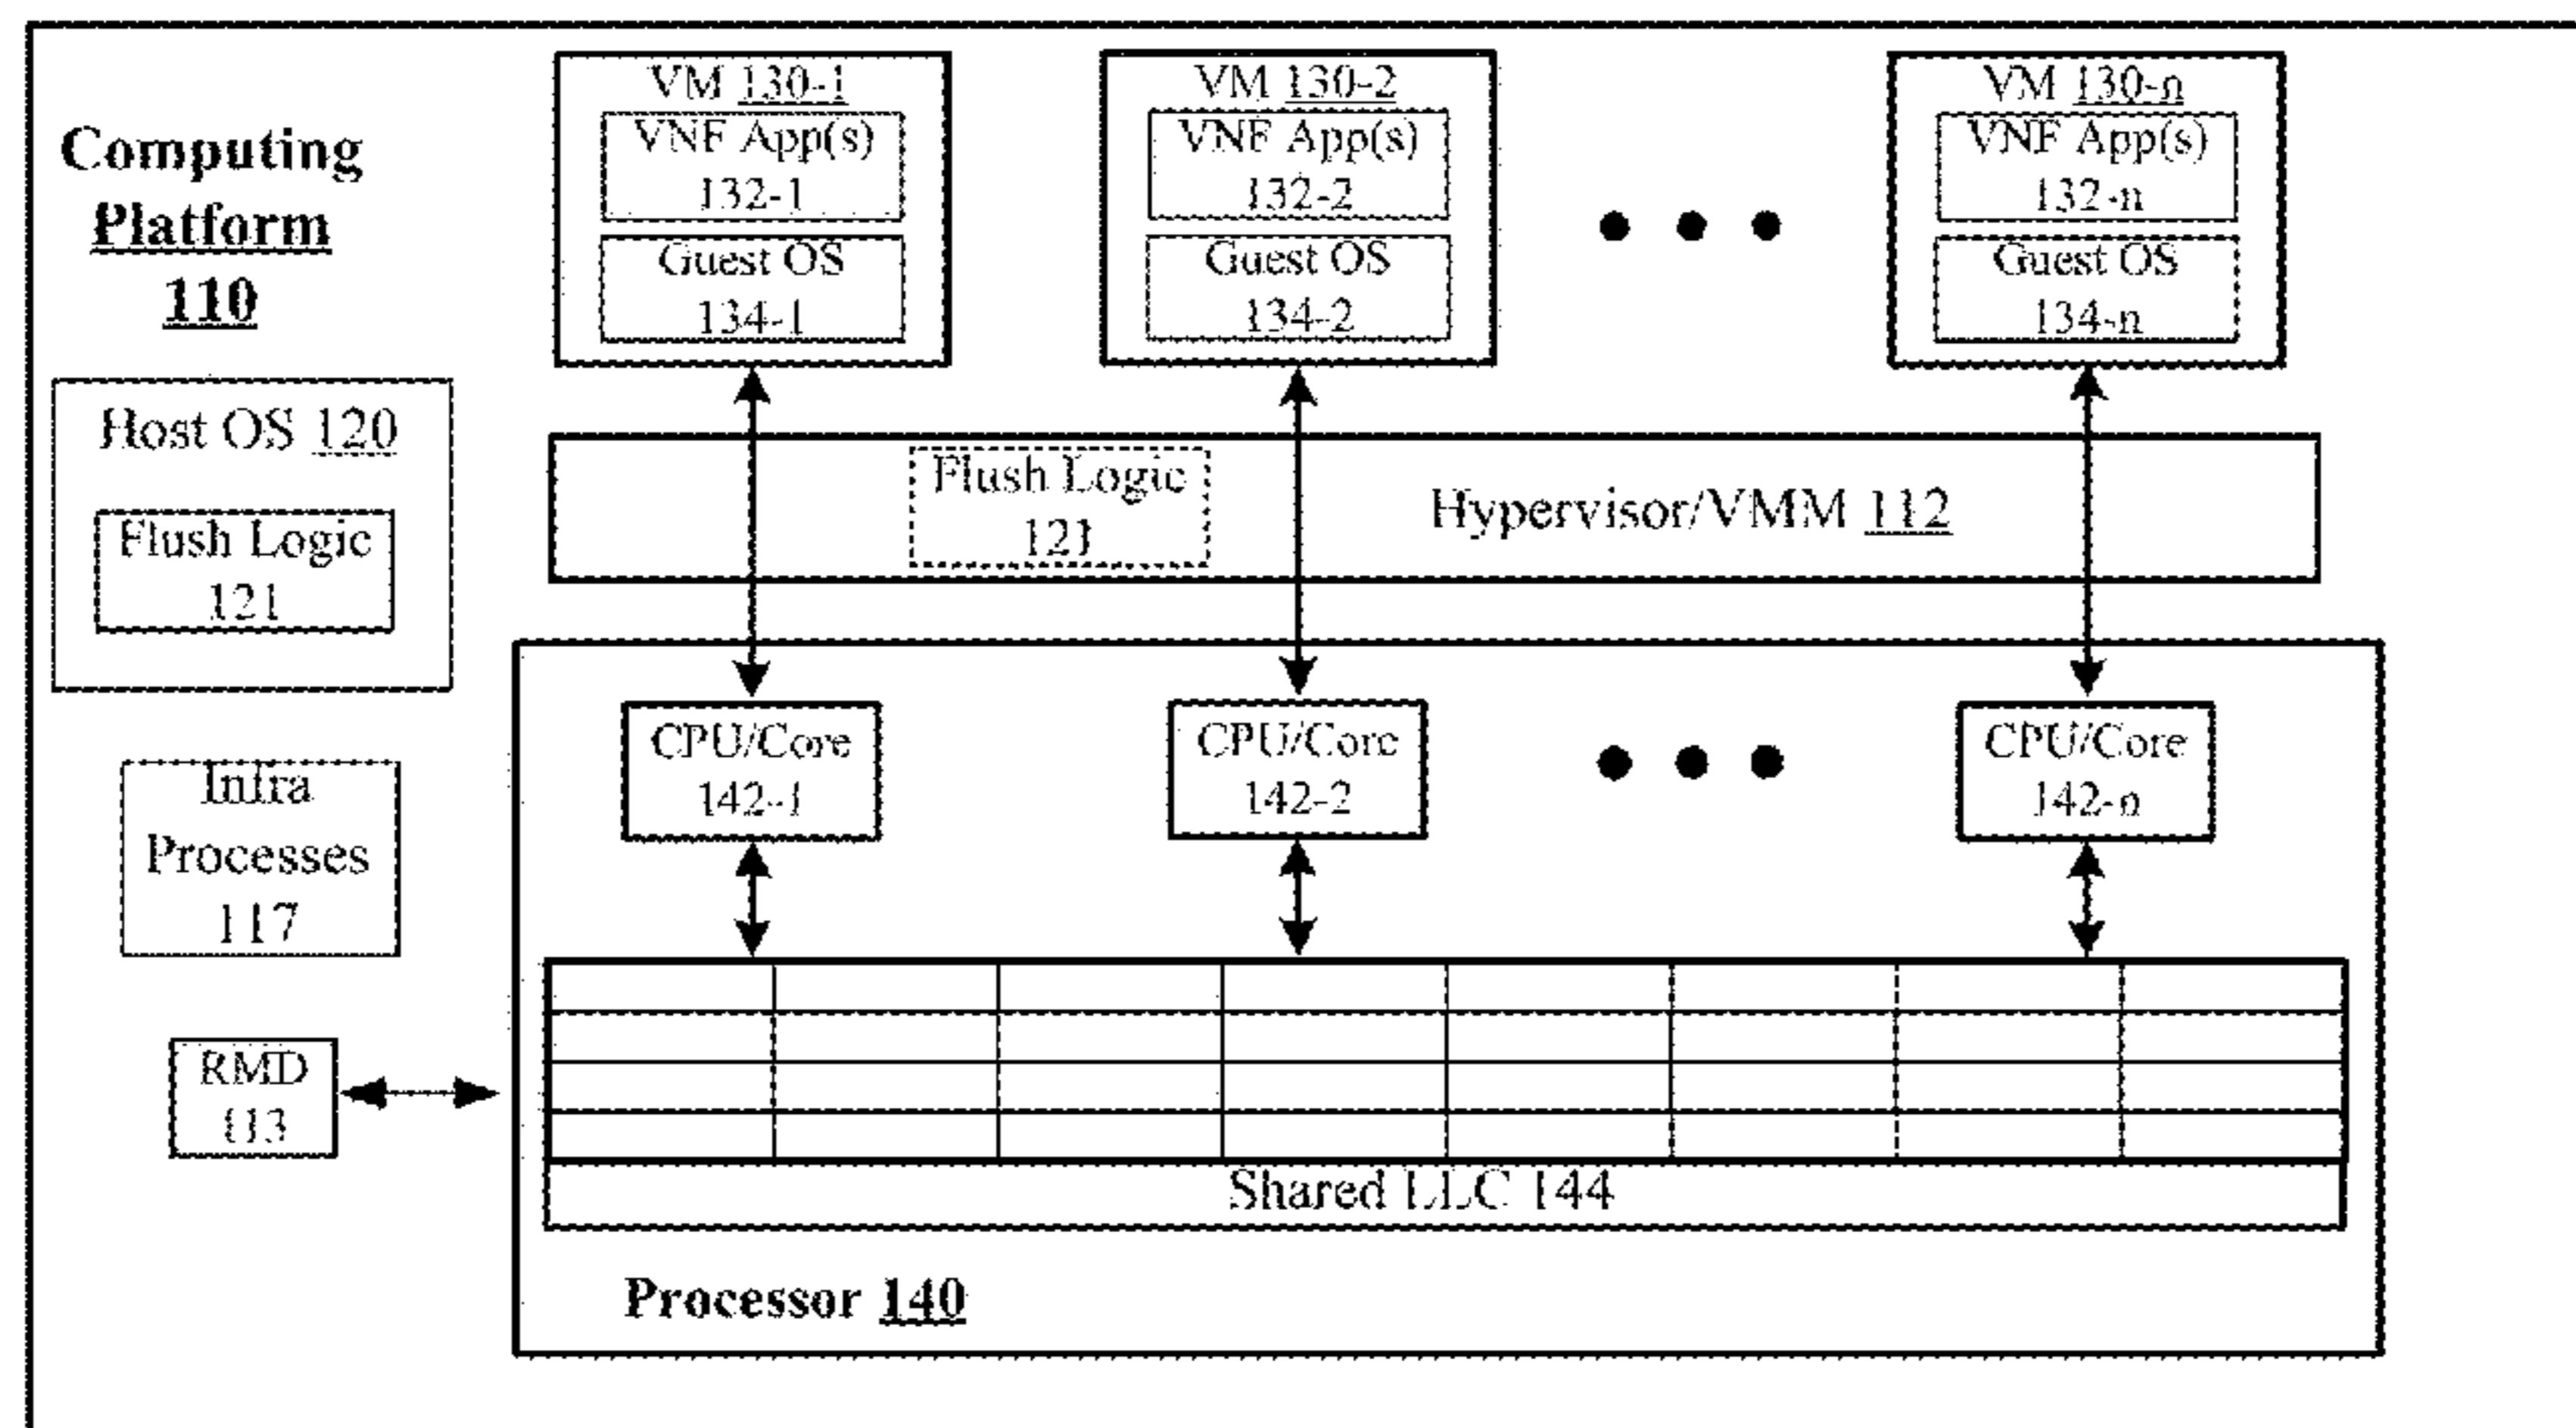 Computing
Platform
110
VM 130-1
VNF App(s)
132-1
Guest OS
134-1
VM 130-2
VNF App(s)
132-2
Guest OS
134-2
VM 130-n
VNF App(s)
132-n
Guest OS
134-n
Host OS 120
Flush Logic
121
Flush Logic
121
Hypervisor/VMM 112
Infra
Processes
117
CPU/Core
142-1
CPU/Core
142-2
CPU/Core
142-n
RMD
113
Shared LLC 144
Processor 140